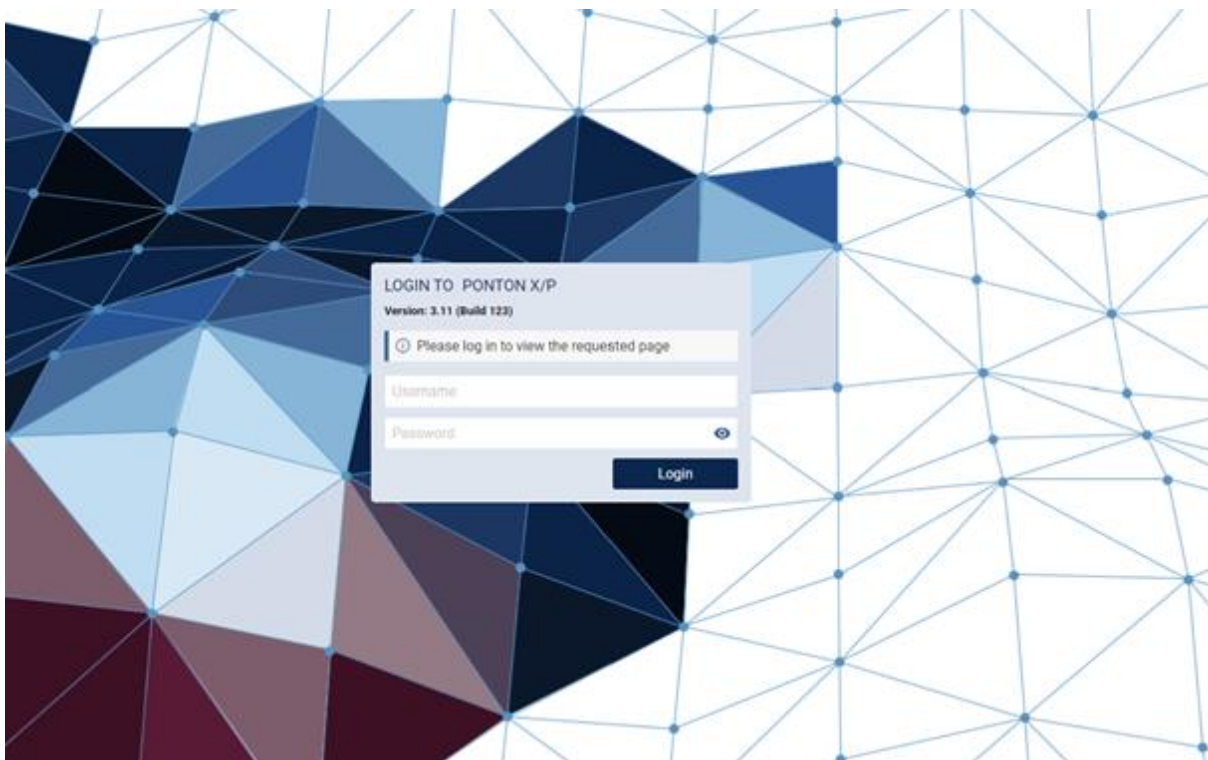 LOGIN TO PONTON X/P
Version: 3.11 (Build 123)
Please log in to view the requested page
Username
Password
Login